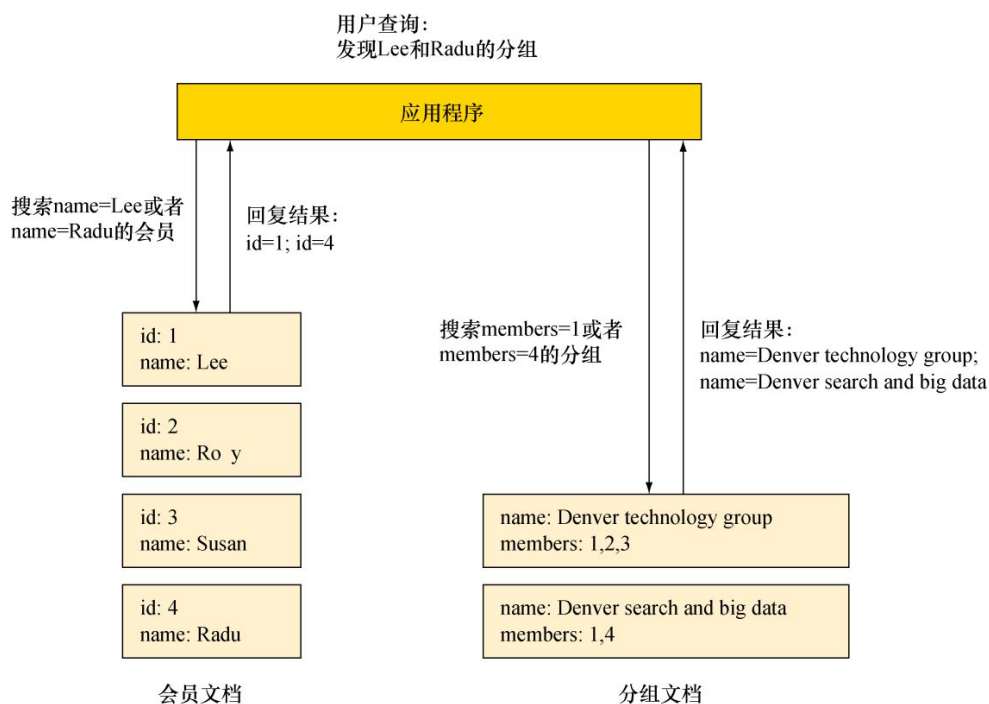 用户查询：
发现Lee和Radu的分组
应用程序
搜索name=Lee或者
name=Radu的会员
回复结果：
id=1; id=4
id: 1
name: Lee
id: 2
name: Ro y
id: 3
name: Susan
id: 4
name: Radu
会员文档
搜索members=1或者
members=4的分组
回复结果：
name=Denver technology group;
name=Denver search and big data
name: Denver technology group
members: 1,2,3
name: Denver search and big data
members: 1,4
分组文档